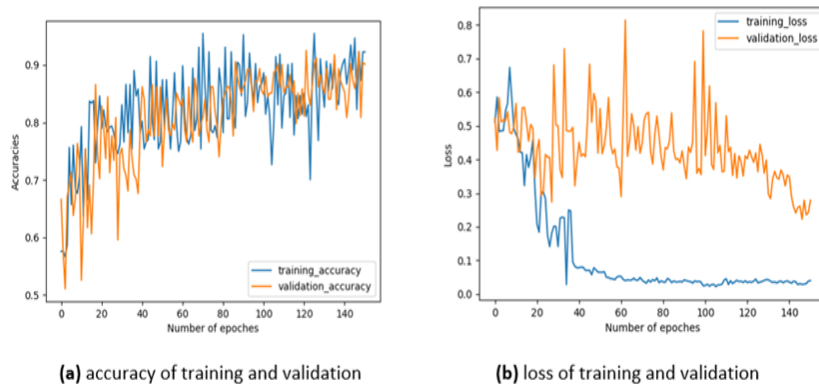 0.9
0.8
0.7
0.6
0.5
Accuracies
training_accuracy
validation_accuracy
0 20 40 60 80 100 120 140
Number of epoches
(a) accuracy of training and validation
0.8
0.7
0.6
0.5
0.4
0.3
0.2
0.1
0.0
Loss
training_loss
validation_loss
0 20 40 60 80 100 120 140
Number of epoches
(b) loss of training and validation